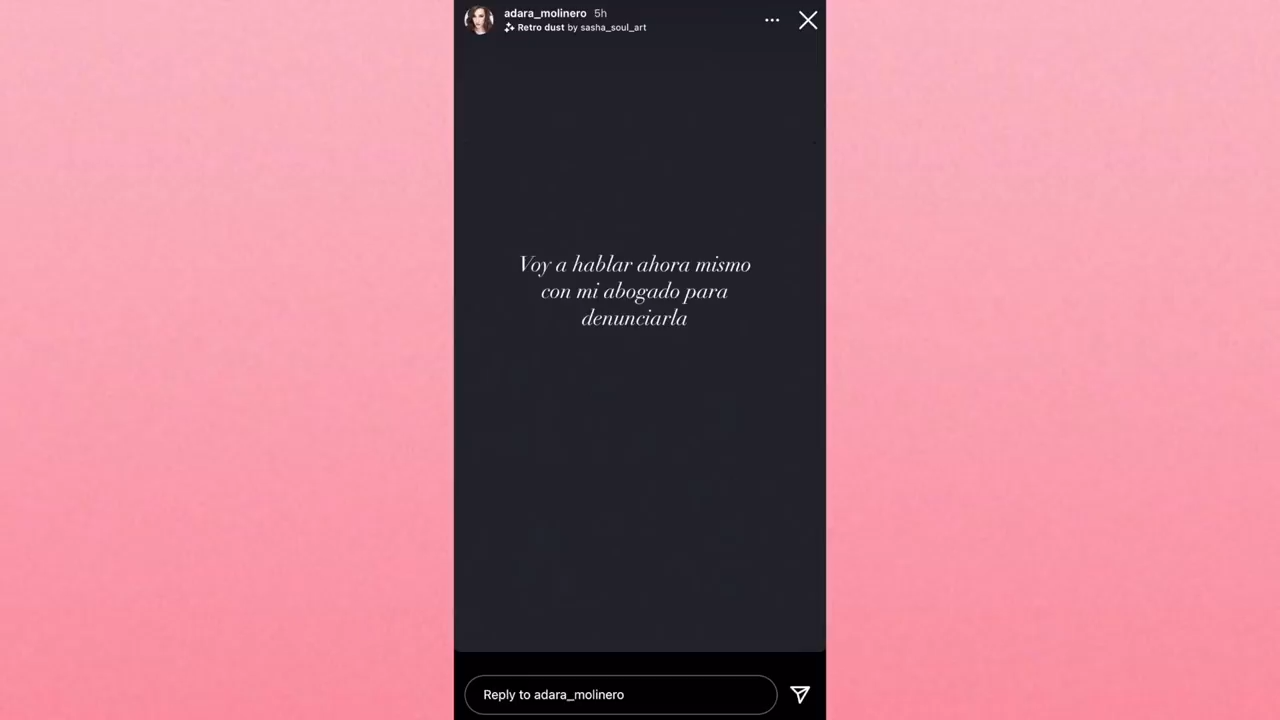 adara_molinero 5h
Retro dust by sasha_soul_art
Voy a hablar ahora mismo
con mi abogado para
denunciarla
Reply to adara_molinero